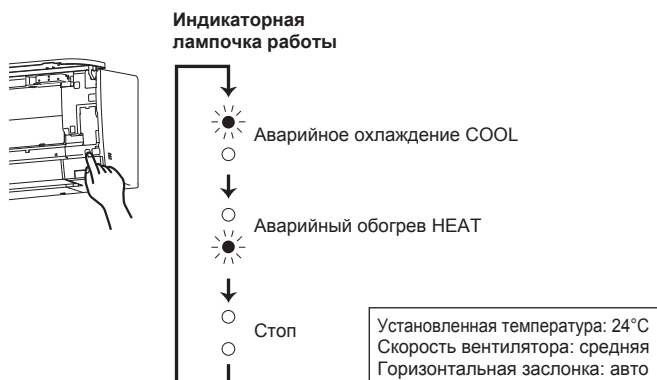 Индикаторная
лампочка работы
Аварийное охлаждение COOL
Аварийный обогрев HEAT
Стоп
Установленная температура: 24°C
Скорость вентилятора: средняя
Горизонтальная заслонка: авто